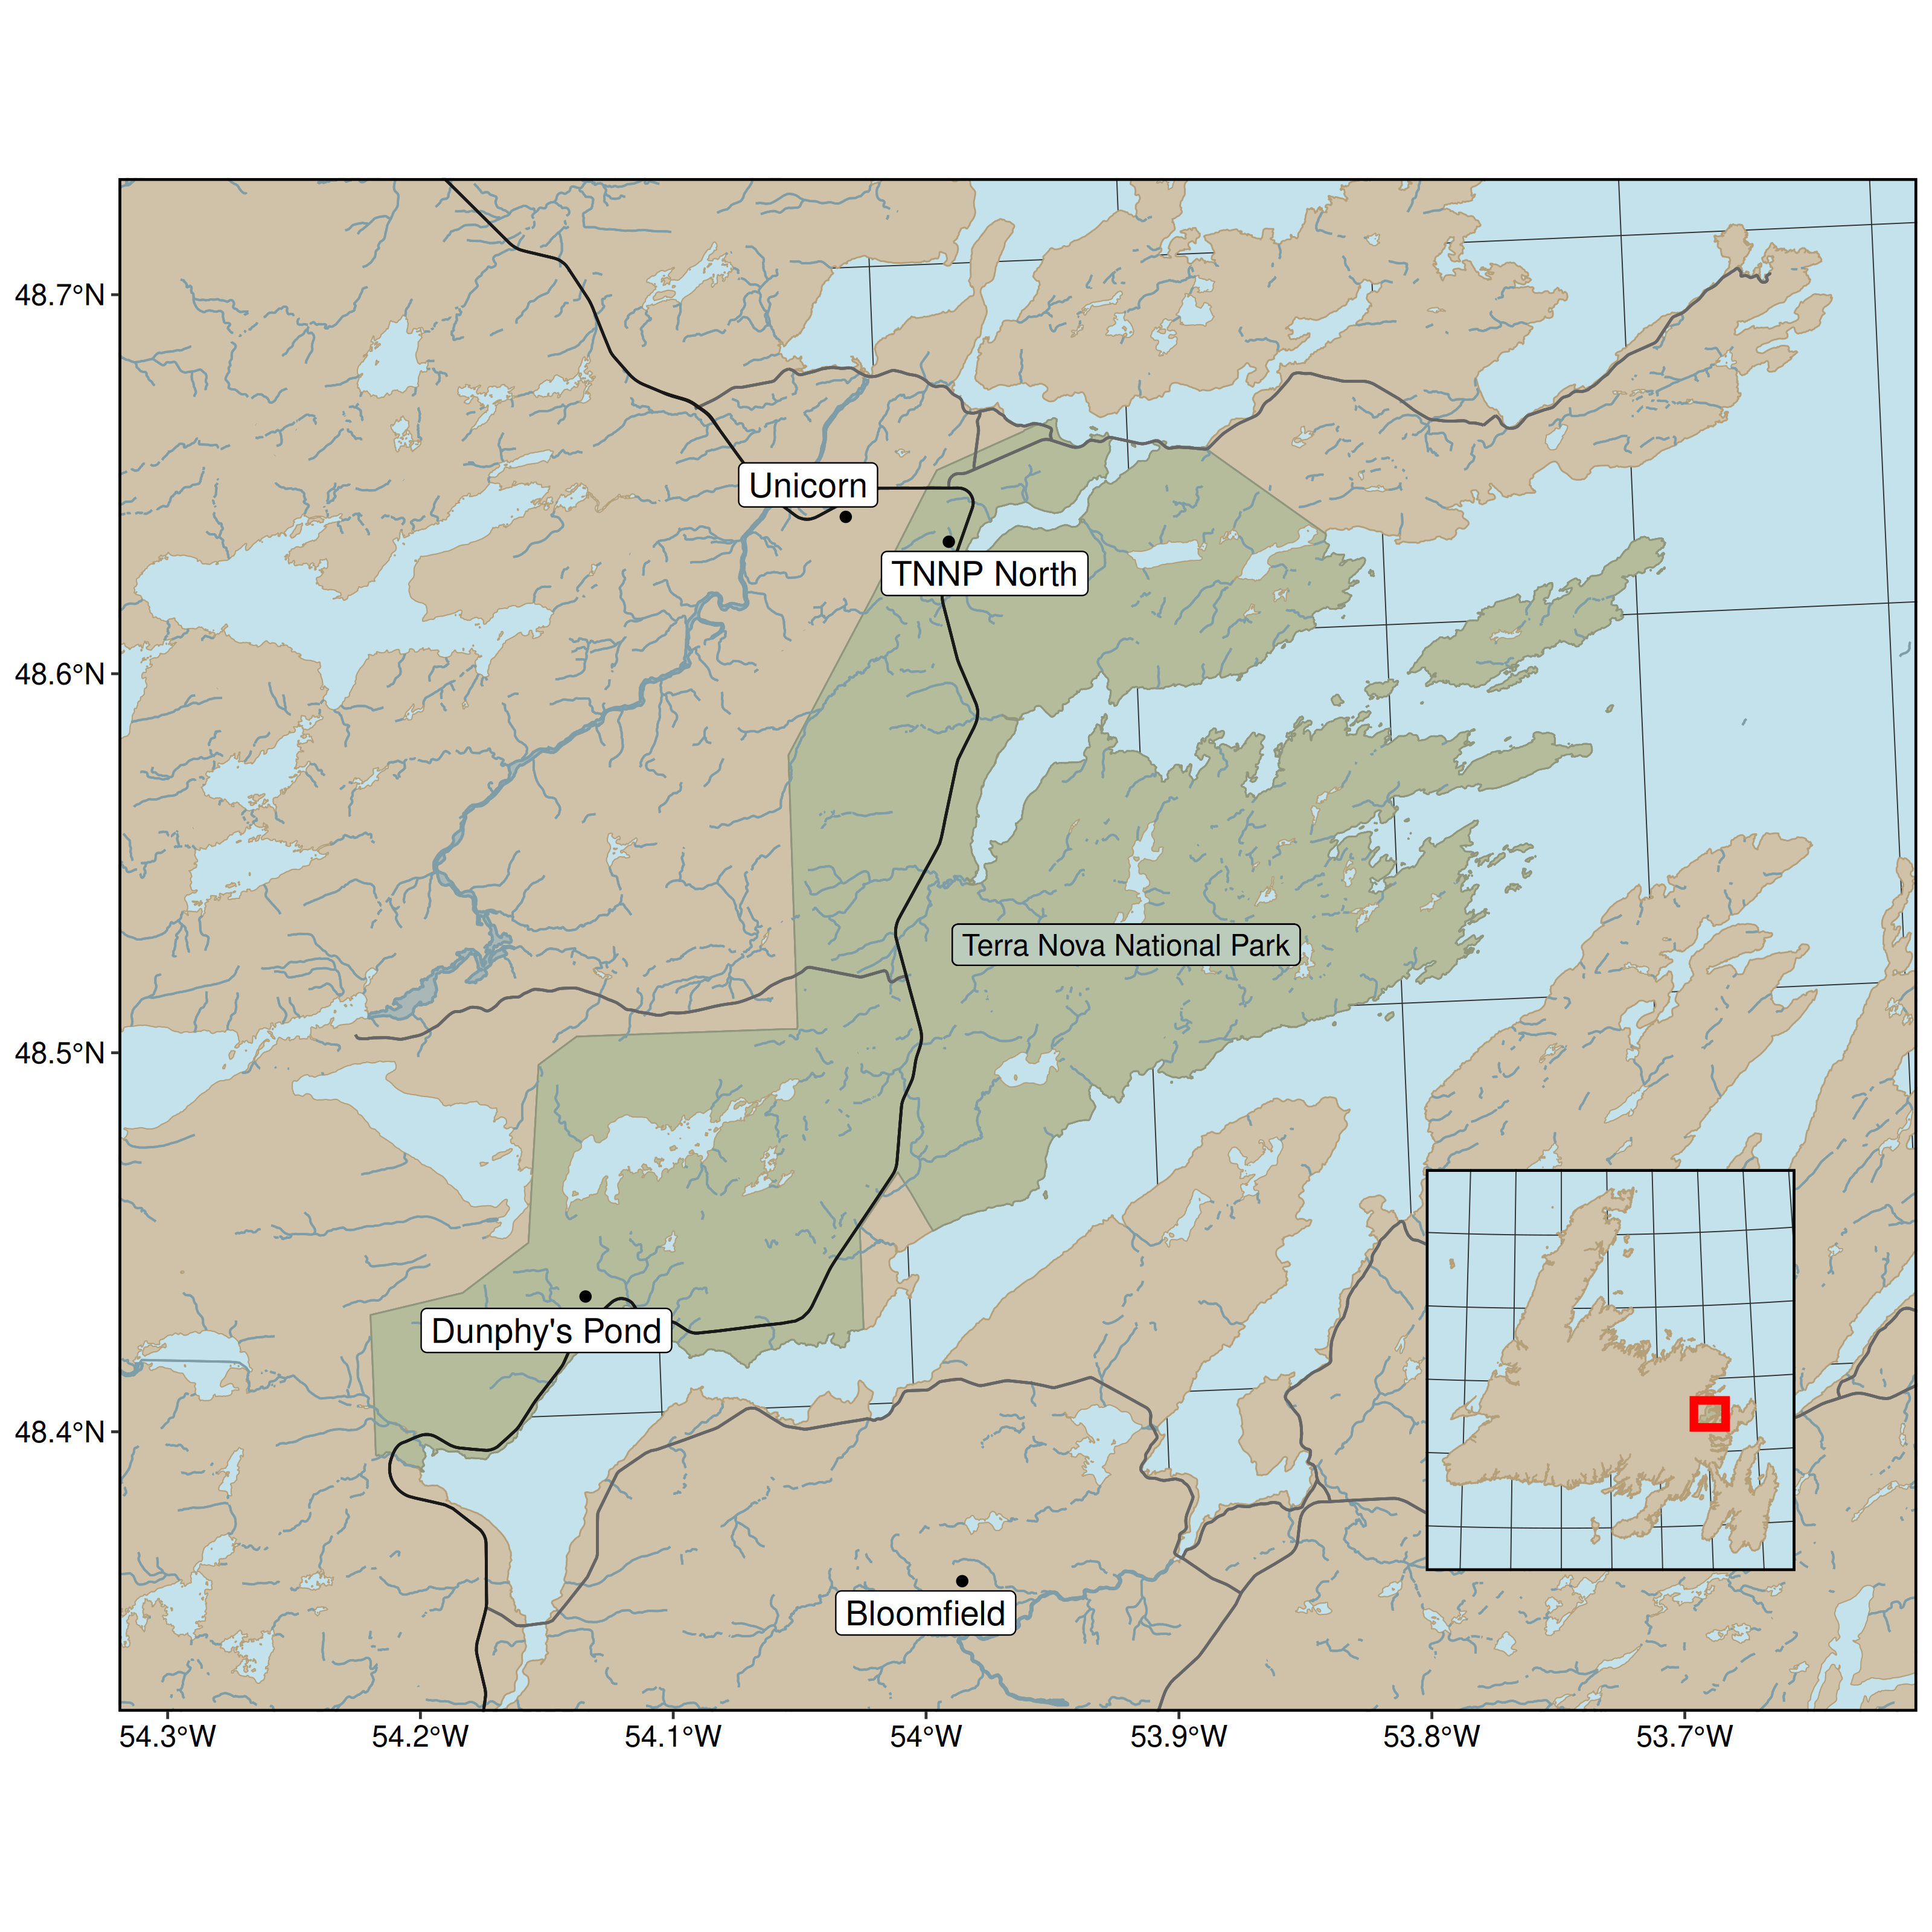 48.7°N
Unicorn
TNNP North
48.6°N
Terra Nova National Park
48.5°N
Dunphy's Pond
48.4°N
Bloomfield
54.3°W
54.2°W
54.1°W
54°W
53.9°W
53.8°W
53.7°W